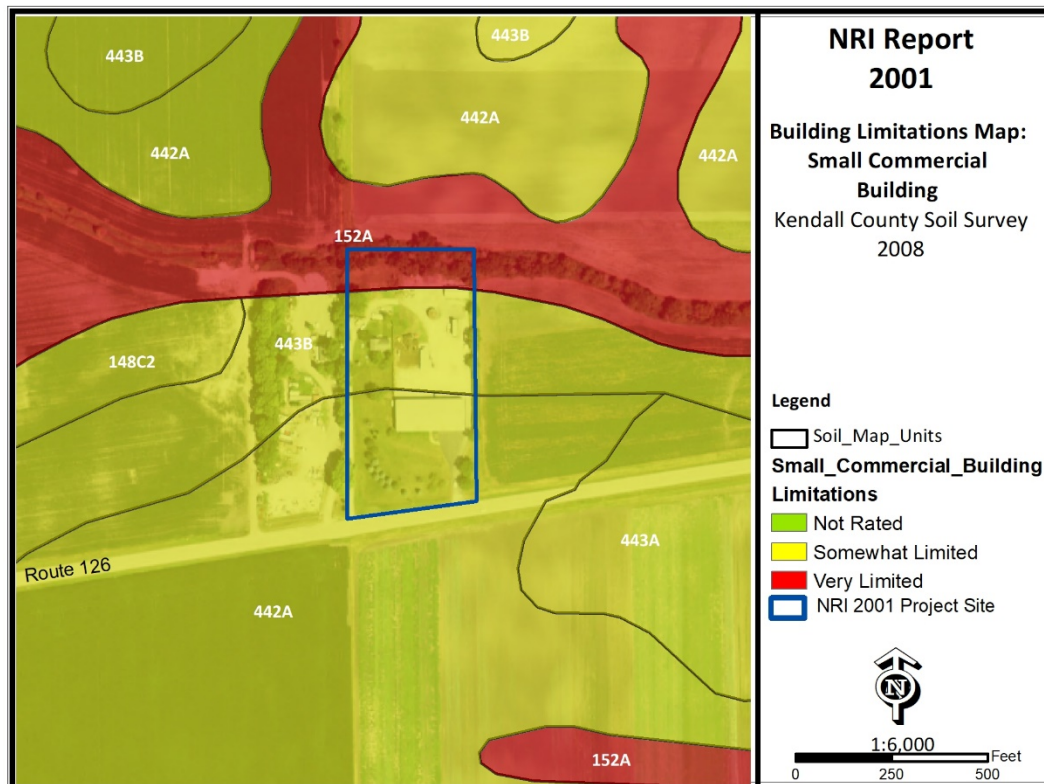 443B
443B
442A
442A
442A
152A
148C2
443B
443A
Route 126
442A
152A
NRI Report
2001
Building Limitations Map:
Small Commercial
Building
Kendall County Soil Survey
2008
Legend
Soil_Map_Units
Small_Commercial_Building
Limitations
Not Rated
Somewhat Limited
Very Limited
NRI 2001 Project Site
N
1:6,000
Feet
0 250 500